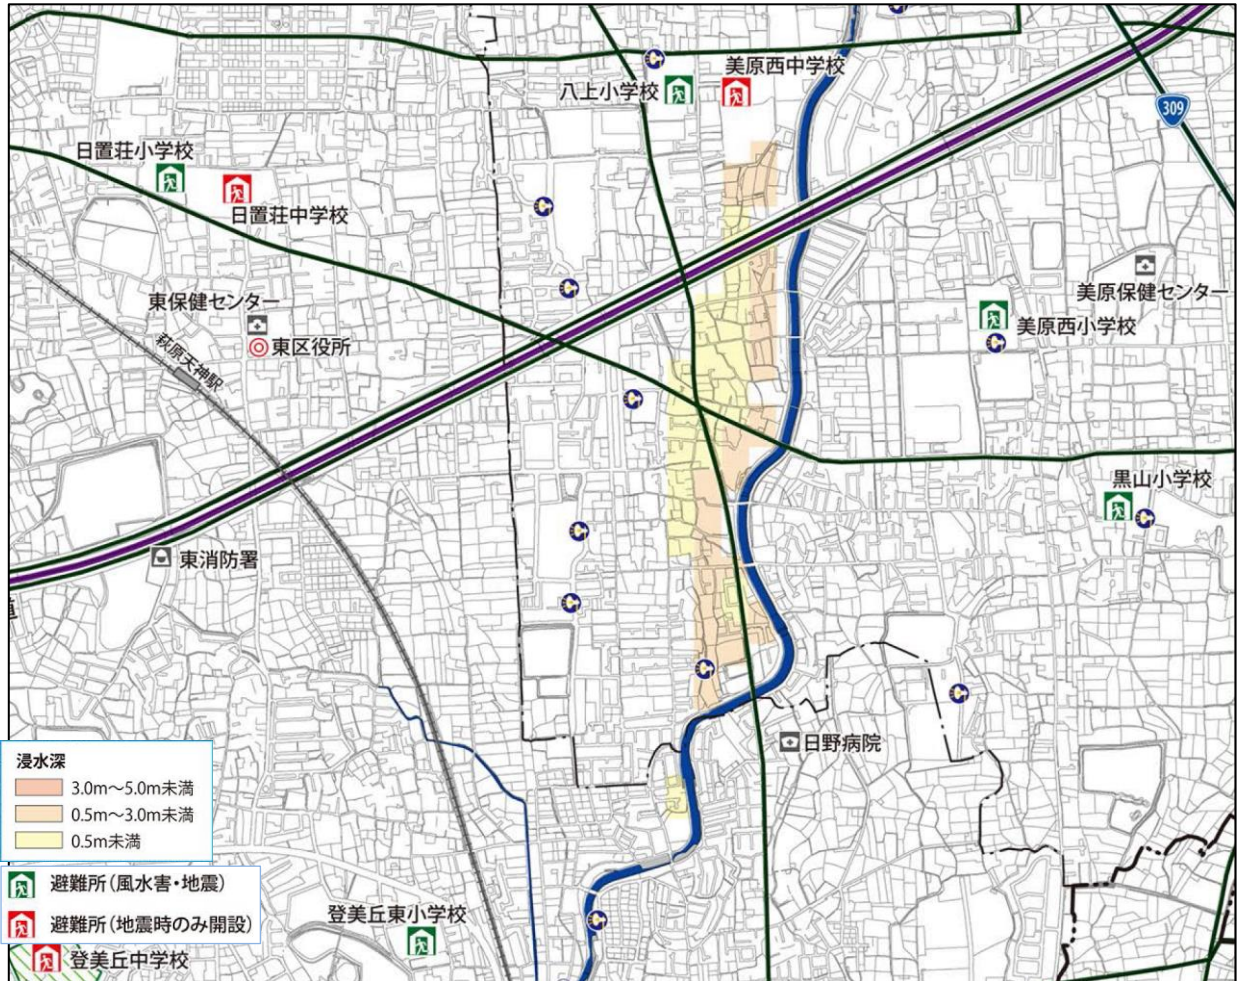 美原西中学校
八上小学校
309
日置荘小学校
日置荘中学校
美原保健センター
東保健センター
美原西小学校
東区役所
萩原天神駅
黒山小学校
東消防署
日野病院
浸水深
3.0m～5.0m未満
0.5m～3.0m未満
0.5m未満
避難所(風水害・地震)
避難所(地震時のみ開設)
登美丘東小学校
登美丘中学校